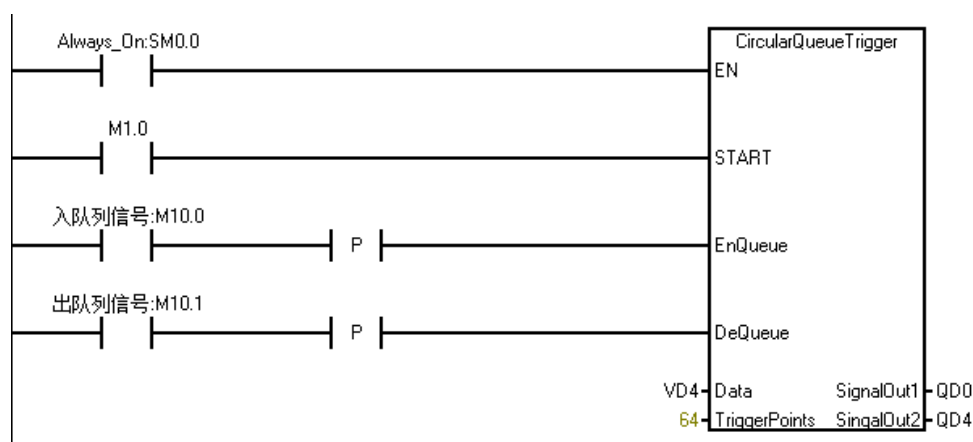 Always_On:SM0.0
CircularQueueTrigger
EN
M1.0
START
入队列信号:M10.0
P
EnQueue
出队列信号:M10.1
P
DeQueue
VD4 Data SignalOut1 QD0
64 TriggerPoints SingalOut2 QD4